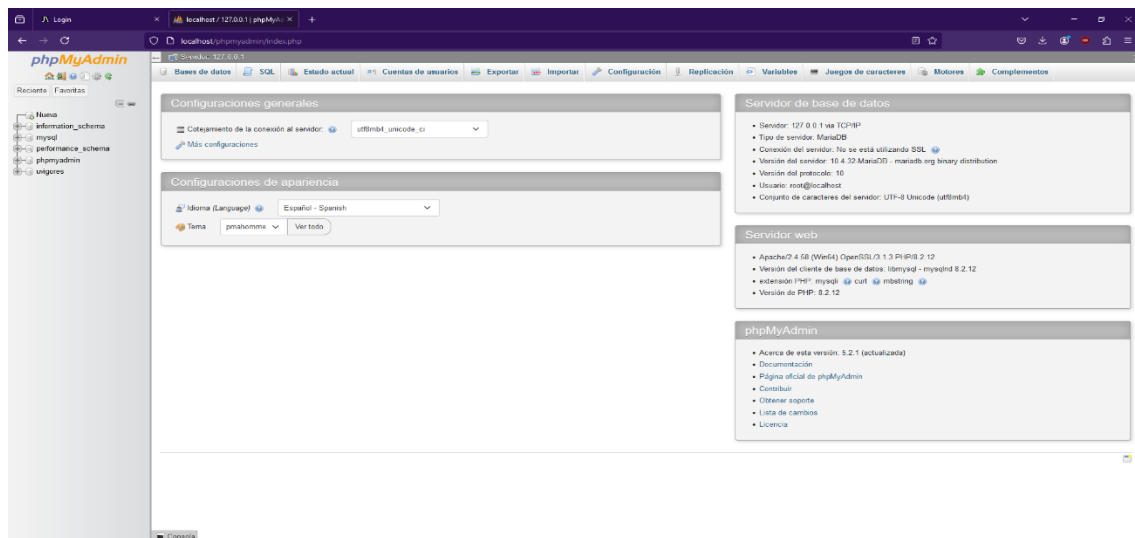 Login
localhost / 127.0.0.1 | phpMyAd
localhost/phpmyadmin/index.php
phpMyAdmin
Reciente Favoritas
Nueva
information_schema
mysql
performance_schema
phpmyadmin
uvigores
Servidor: 127.0.0.1
Bases de datos SQL Estado actual Cuentas de usuarios Exportar Importar Configuración Replicación Variables Juegos de caracteres Motores Complementos
Configuraciones generales
Cotejamiento de la conexión al servidor: utf8mb4_unicode_ci
Más configuraciones
Configuraciones de apariencia
Idioma (Language) Español - Spanish
Tema pmahomme Ver todo
Servidor de base de datos
• Servidor: 127.0.0.1 via TCP/IP
• Tipo de servidor: MariaDB
• Conexión del servidor: No se está utilizando SSL
• Versión del servidor: 10.4.32-MariaDB - mariadb.org binary distribution
• Versión del protocolo: 10
• Usuario: root@localhost
• Conjunto de caracteres del servidor: UTF-8 Unicode (utf8mb4)
Servidor web
• Apache/2.4.58 (Win64) OpenSSL/3.1.3 PHP/8.2.12
• Versión del cliente de base de datos: libmysql - mysqlnd 8.2.12
• extensión PHP: mysqli curl mbstring
• Versión de PHP: 8.2.12
phpMyAdmin
• Acerca de esta versión: 5.2.1 (actualizada)
• Documentación
• Página oficial de phpMyAdmin
• Contribuir
• Obtener soporte
• Lista de cambios
• Licencia
Consola